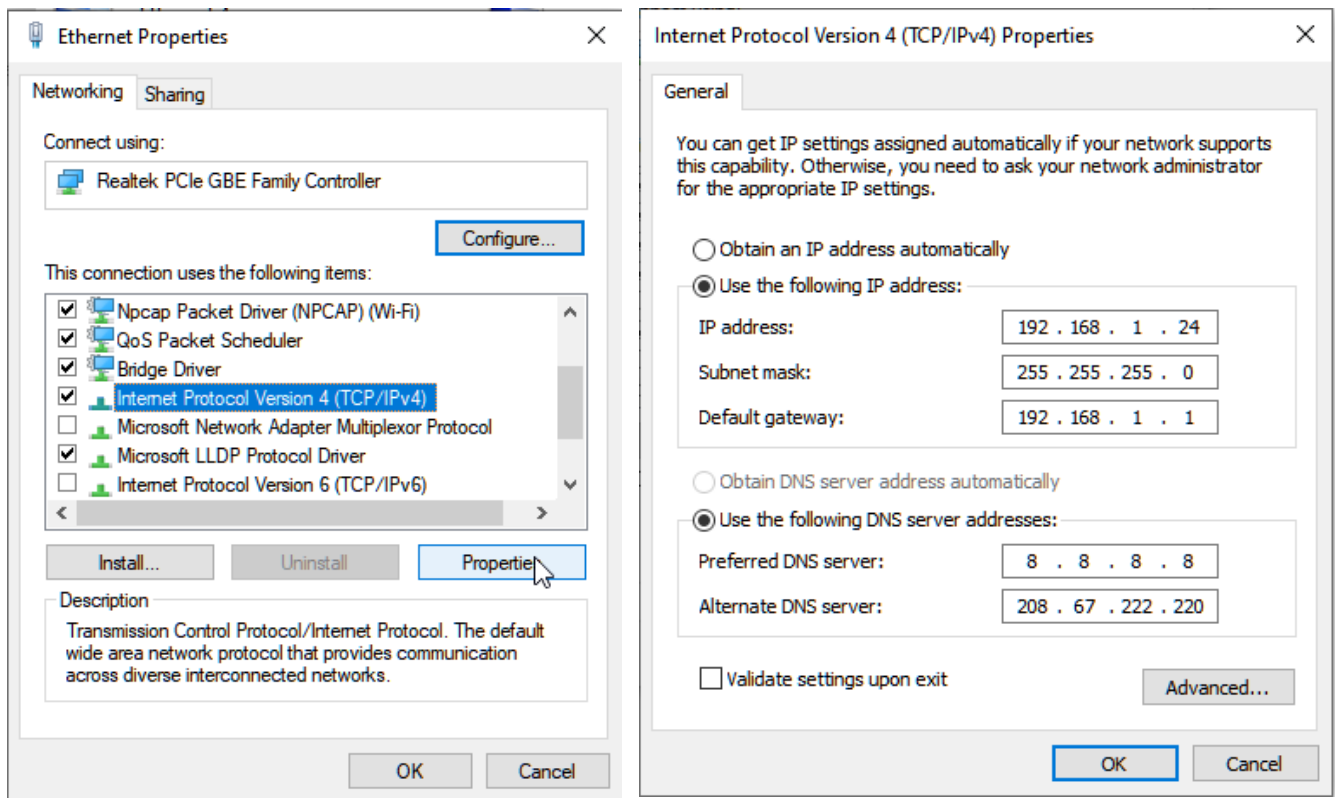 Ethernet Properties
Networking
Sharing
Connect using:
Realtek PCIe GBE Family Controller
Configure...
This connection uses the following items:
Npcap Packet Driver (NPCAP) (Wi-Fi)
QoS Packet Scheduler
Bridge Driver
Internet Protocol Version 4 (TCP/IPv4)
Microsoft Network Adapter Multiplexor Protocol
Microsoft LLDP Protocol Driver
Internet Protocol Version 6 (TCP/IPv6)
Install...
Uninstall
Properties
Description
Transmission Control Protocol/Internet Protocol. The default
wide area network protocol that provides communication
across diverse interconnected networks.
OK
Cancel
Internet Protocol Version 4 (TCP/IPv4) Properties
General
You can get IP settings assigned automatically if your network supports
this capability. Otherwise, you need to ask your network administrator
for the appropriate IP settings.
Obtain an IP address automatically
Use the following IP address:
IP address: 192 . 168 . 1 . 24
Subnet mask: 255 . 255 . 255 . 0
Default gateway: 192 . 168 . 1 . 1
Obtain DNS server address automatically
Use the following DNS server addresses:
Preferred DNS server: 8 . 8 . 8 . 8
Alternate DNS server: 208 . 67 . 222 . 220
Validate settings upon exit
Advanced...
OK
Cancel